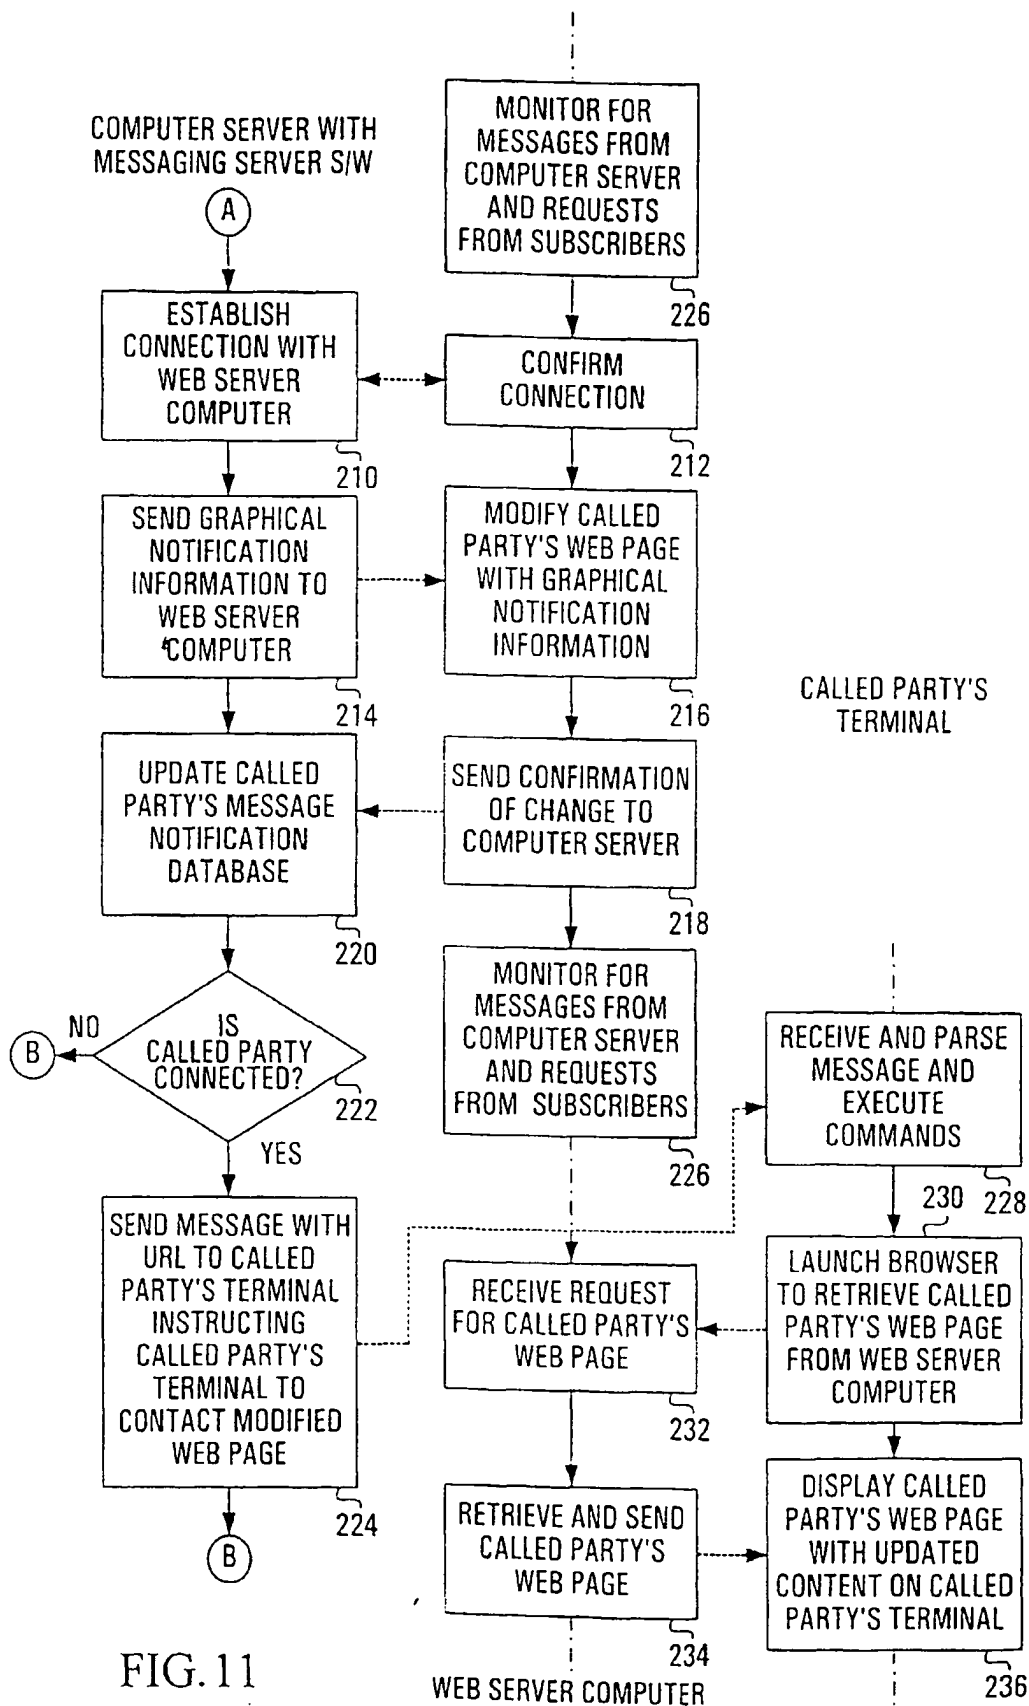 COMPUTER SERVER WITH
MESSAGING SERVER S/W
A
ESTABLISH
CONNECTION WITH
WEB SERVER
COMPUTER
210
SEND GRAPHICAL
NOTIFICATION
INFORMATION TO
WEB SERVER
COMPUTER
214
UPDATE CALLED
PARTY'S MESSAGE
NOTIFICATION
DATABASE
220
IS
CALLED PARTY
CONNECTED?
222
NO
B
YES
SEND MESSAGE WITH
URL TO CALLED
PARTY'S TERMINAL
INSTRUCTING
CALLED PARTY'S
TERMINAL TO
CONTACT MODIFIED
WEB PAGE
224
B
MONITOR FOR
MESSAGES FROM
COMPUTER SERVER
AND REQUESTS
FROM SUBSCRIBERS
226
CONFIRM
CONNECTION
212
MODIFY CALLED
PARTY'S WEB PAGE
WITH GRAPHICAL
NOTIFICATION
INFORMATION
216
SEND CONFIRMATION
OF CHANGE TO
COMPUTER SERVER
218
MONITOR FOR
MESSAGES FROM
COMPUTER SERVER
AND REQUESTS
FROM SUBSCRIBERS
226
RECEIVE REQUEST
FOR CALLED PARTY'S
WEB PAGE
232
RETRIEVE AND SEND
CALLED PARTY'S
WEB PAGE
234
WEB SERVER COMPUTER
CALLED PARTY'S
TERMINAL
RECEIVE AND PARSE
MESSAGE AND
EXECUTE
COMMANDS
228
230
LAUNCH BROWSER
TO RETRIEVE CALLED
PARTY'S WEB PAGE
FROM WEB SERVER
COMPUTER
DISPLAY CALLED
PARTY'S WEB PAGE
WITH UPDATED
CONTENT ON CALLED
PARTY'S TERMINAL
236
FIG. 11